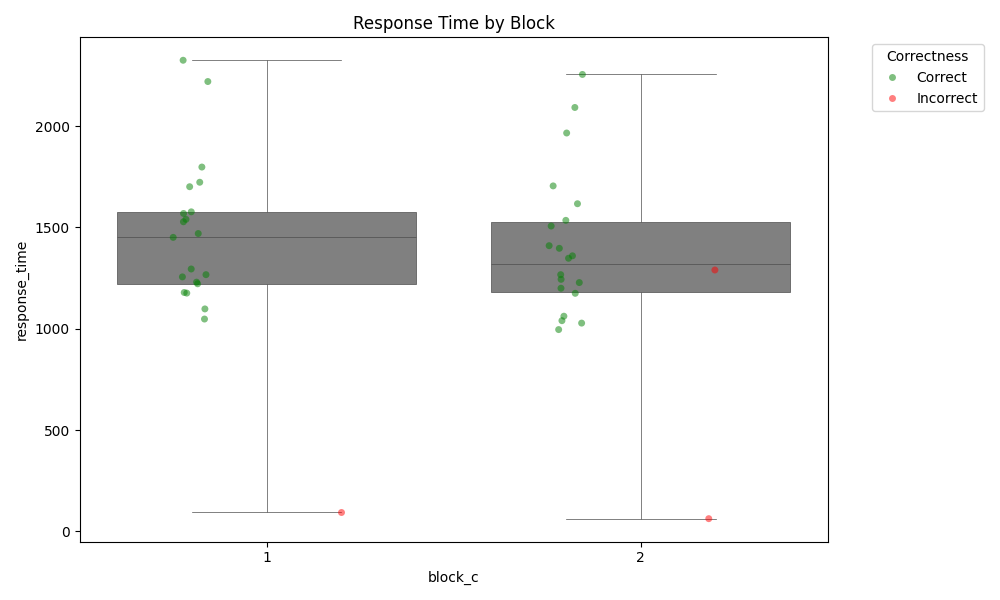 Response Time by Block
Correctness
Correct
Incorrect
response_time
2000
1500
1000
500
0
1
2
block_c